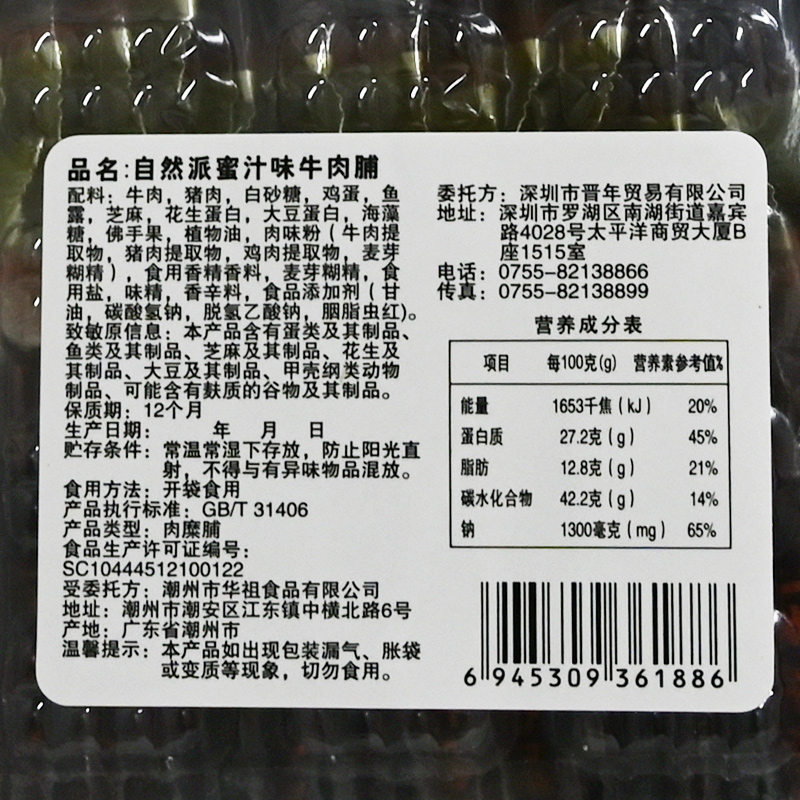 品名:自然派蜜汁味牛肉脯
配料：牛肉，猪肉，白砂糖，鸡蛋，鱼
露，芝麻，花生蛋白，大豆蛋白，海藻
糖，佛手果，植物油，肉味粉（牛肉提
取物，猪肉提取物，鸡肉提取物，麦芽
糊精），食用香精香料，麦芽糊精，食
用盐，味精，香辛料，食品添加剂（甘
油，碳酸氢钠，脱氢乙酸钠，胭脂虫红)。
致敏原信息：本产品含有蛋类及其制品、
鱼类及其制品、芝麻及其制品、花生及
其制品、大豆及其制品、甲壳纲类动物
制品、可能含有麸质的谷物及其制品。
保质期：12个月
生产日期： 年 月 日
贮存条件：常温常湿下存放，防止阳光直
射，不得与有异味物品混放。
食用方法：开袋食用
产品执行标准：GB/T 31406
产品类型：肉糜脯
食品生产许可证编号：
SC10444512100122
受委托方：潮州市华祖食品有限公司
地址：潮州市潮安区江东镇中横北路6号
产地：广东省潮州市
温馨提示：本产品如出现包装漏气、胀袋
或变质等现象，切勿食用。
委托方：深圳市晋年贸易有限公司
地址：深圳市罗湖区南湖街道嘉宾
路4028号太平洋商贸大厦B
座1515室
电话：0755-82138866
传真：0755-82138899
营养成分表
项目 每100克(g) 营养素参考值%
能量 1653千焦（kJ） 20%
蛋白质 27.2克（g） 45%
脂肪 12.8克（g） 21%
碳水化合物 42.2克（g） 14%
钠 1300毫克（mg） 65%
6 945309 361886